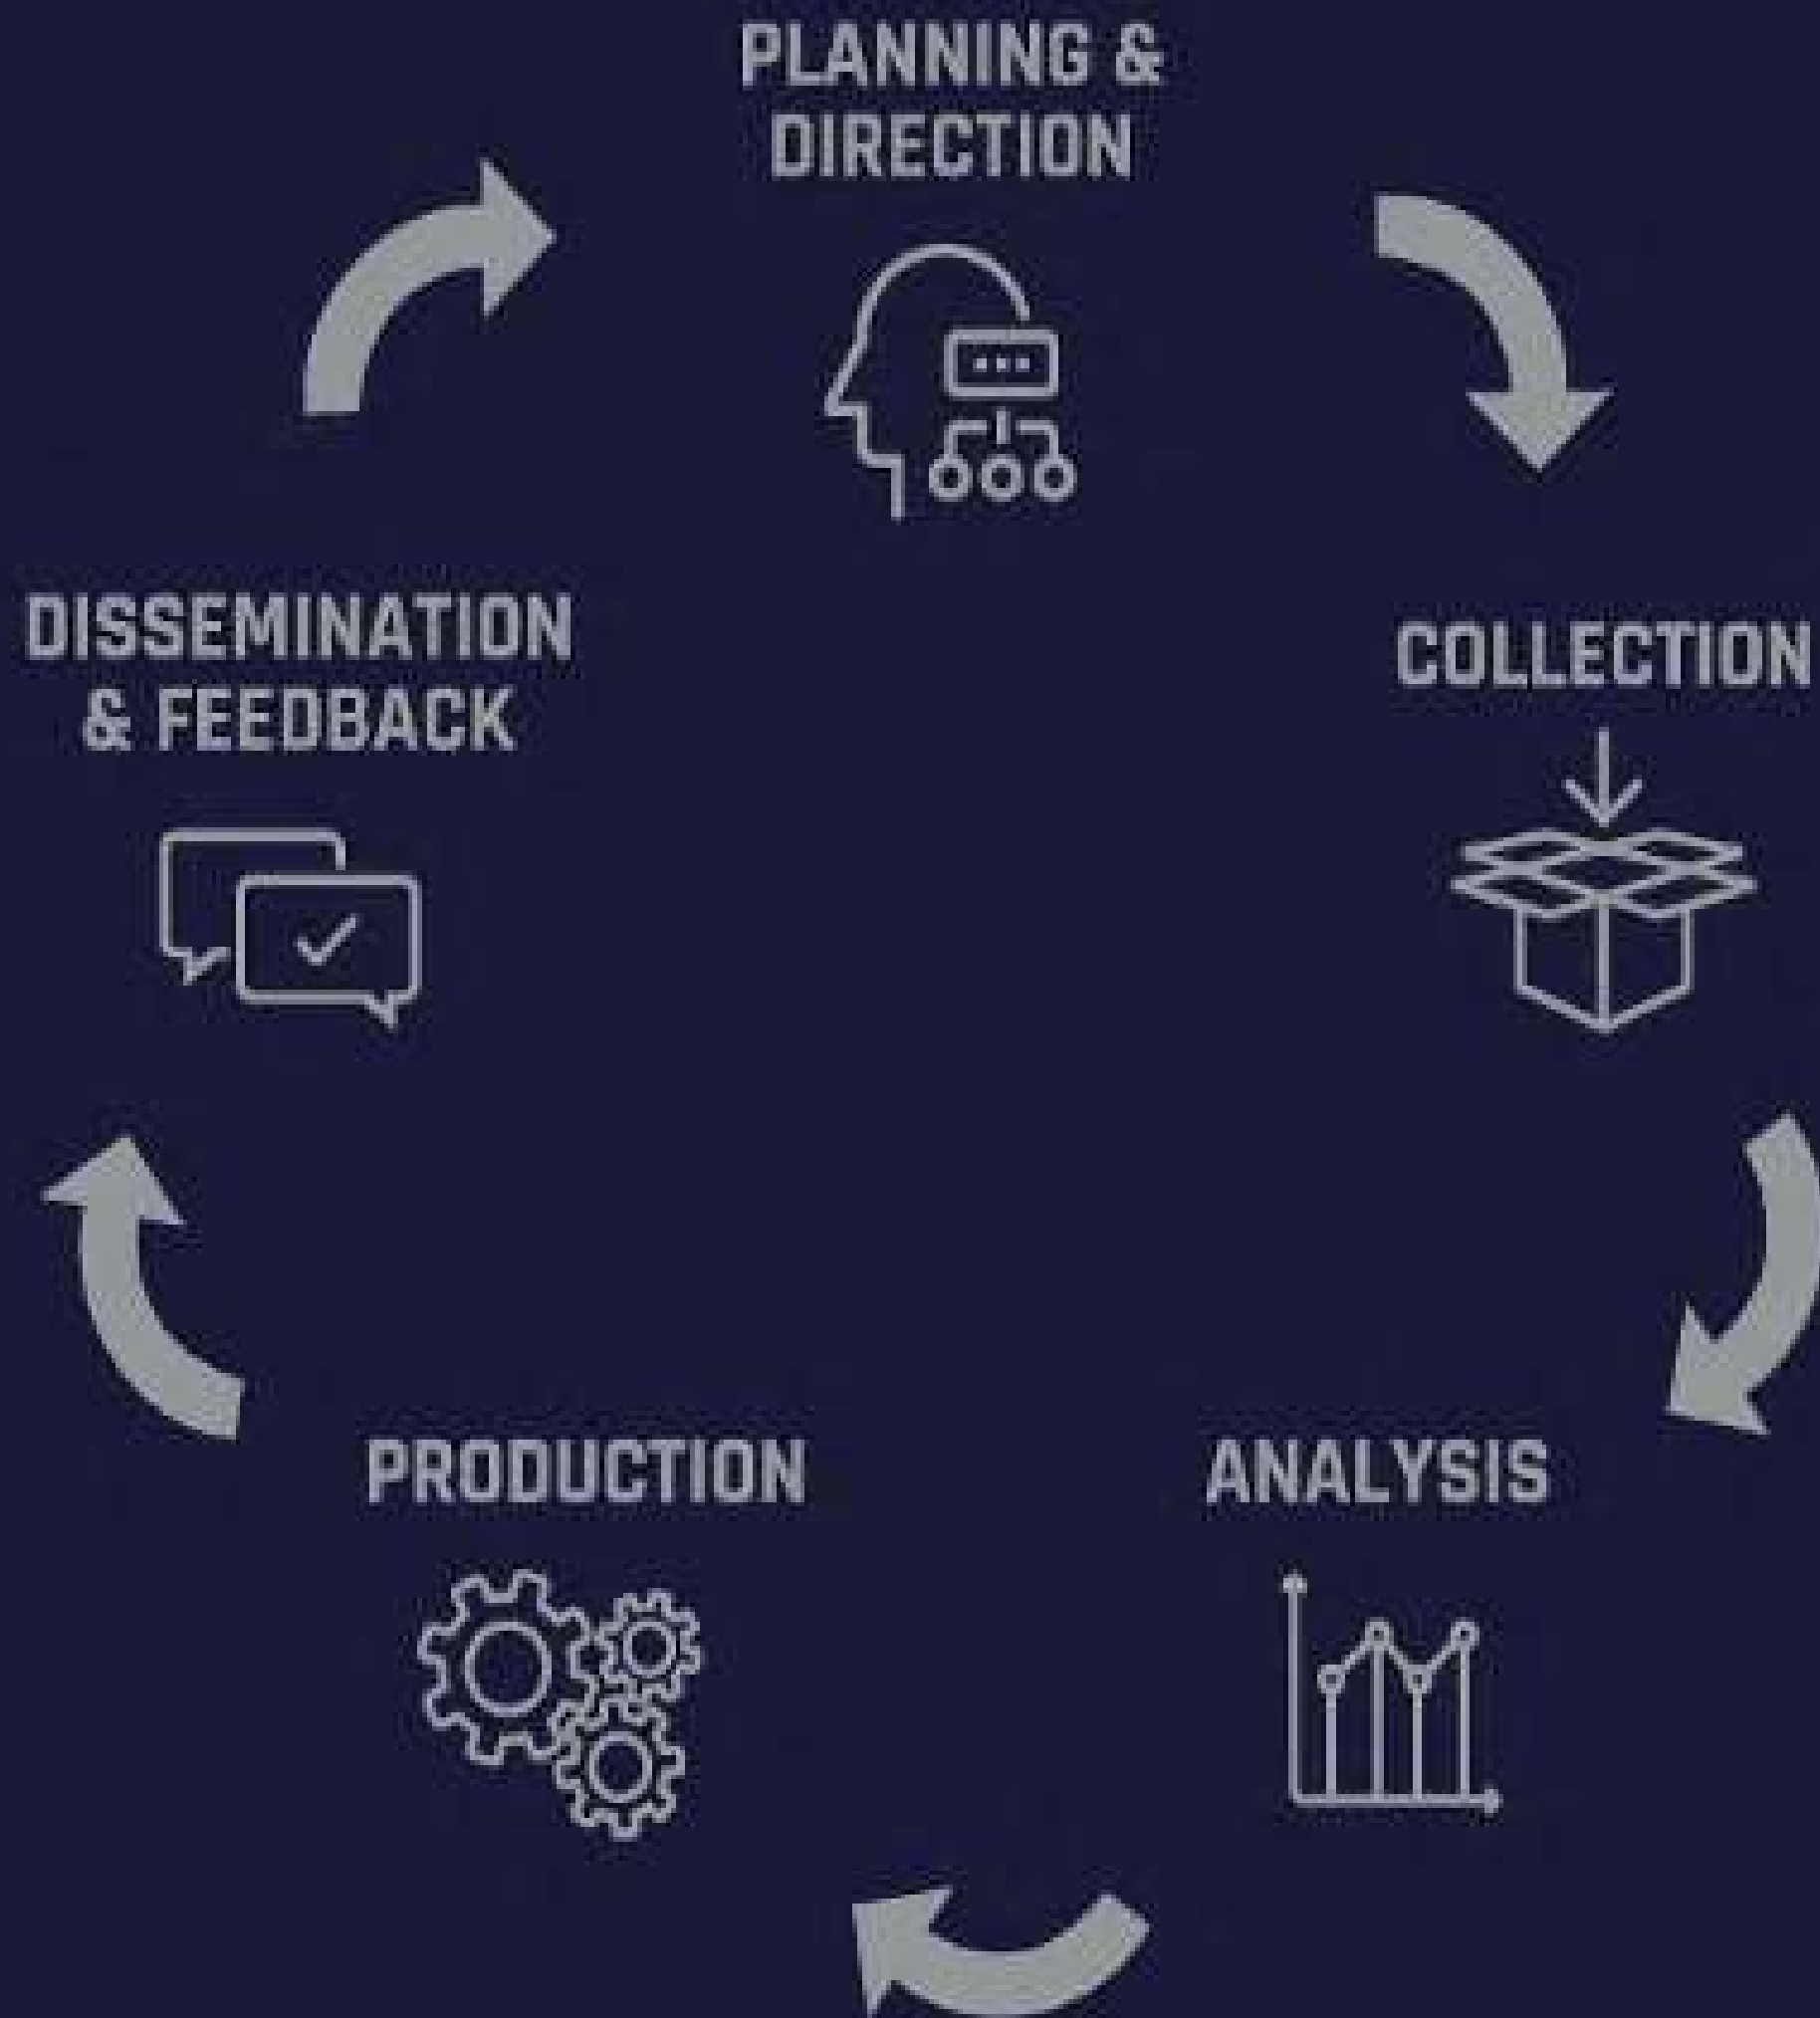 PLANNING &
DIRECTION
COLLECTION
ANALYSIS
PRODUCTION
DISSEMINATION
& FEEDBACK